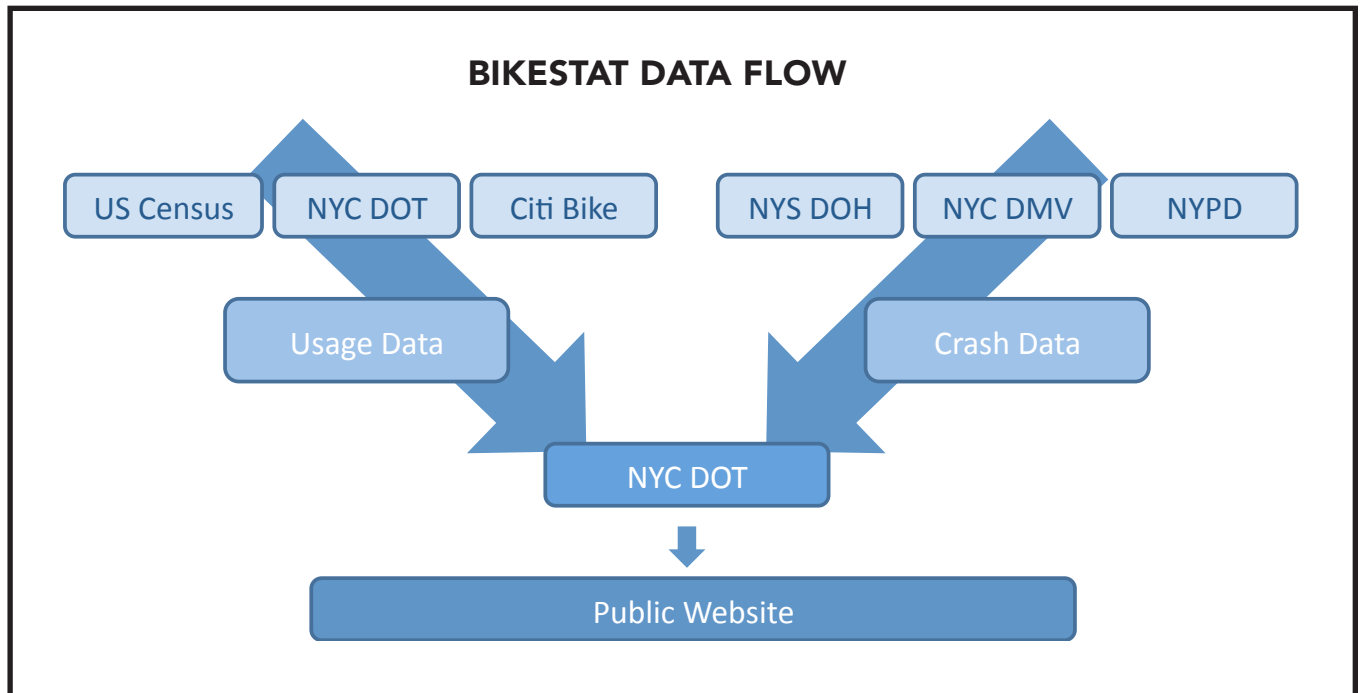 BIKESTAT DATA FLOW
US Census NYC DOT Citi Bike NYS DOH NYC DMV NYPD
Usage Data Crash Data
NYC DOT
Public Website